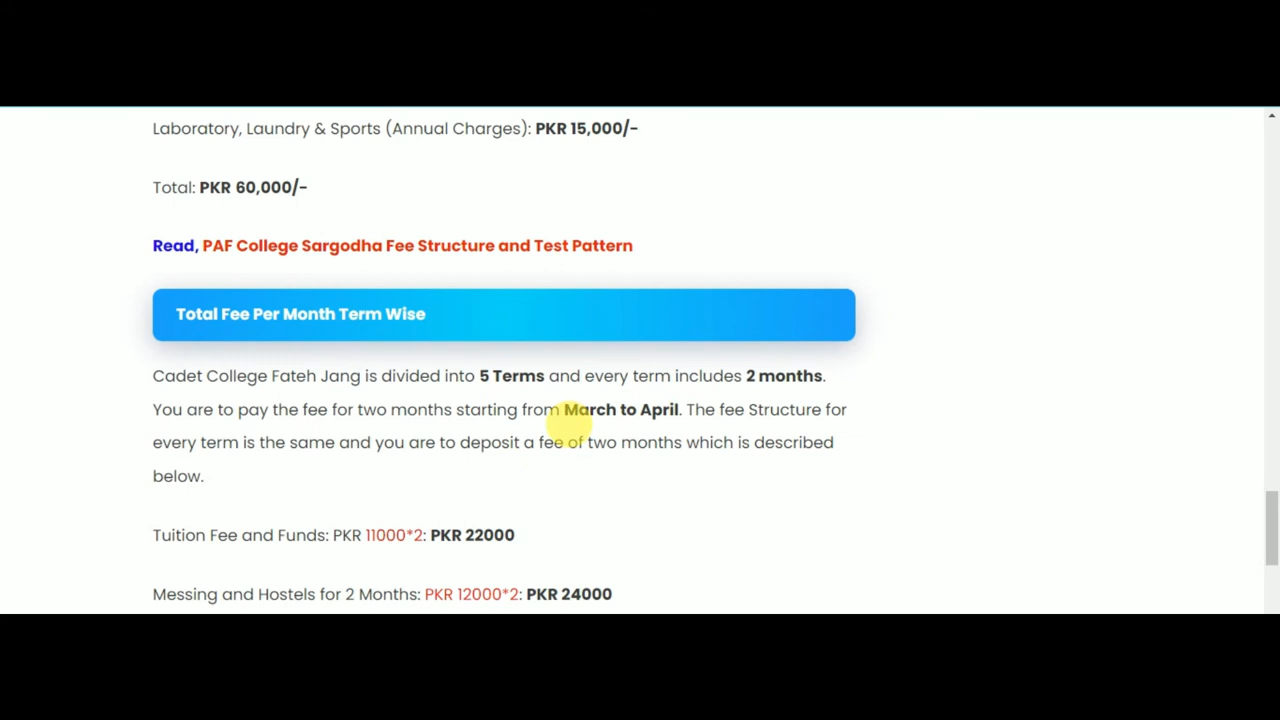 Laboratory, Laundry & Sports (Annual Charges): PKR 15,000/-
Total: PKR 60,000/-
Read, PAF College Sargodha Fee Structure and Test Pattern
Total Fee Per Month Term Wise
Cadet College Fateh Jang is divided into 5 Terms and every term includes 2 months.
You are to pay the fee for two months starting from March to April. The fee Structure for
every term is the same and you are to deposit a fee of two months which is described
below.
Tuition Fee and Funds: PKR 11000*2: PKR 22000
Messing and Hostels for 2 Months: PKR 12000*2: PKR 24000